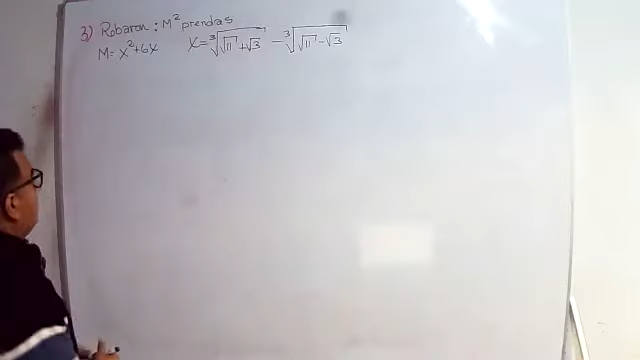 3) Robaron : M² prendas
M = x²+6x X = ∛(√11 + √3) - ∛(√11 - √3)